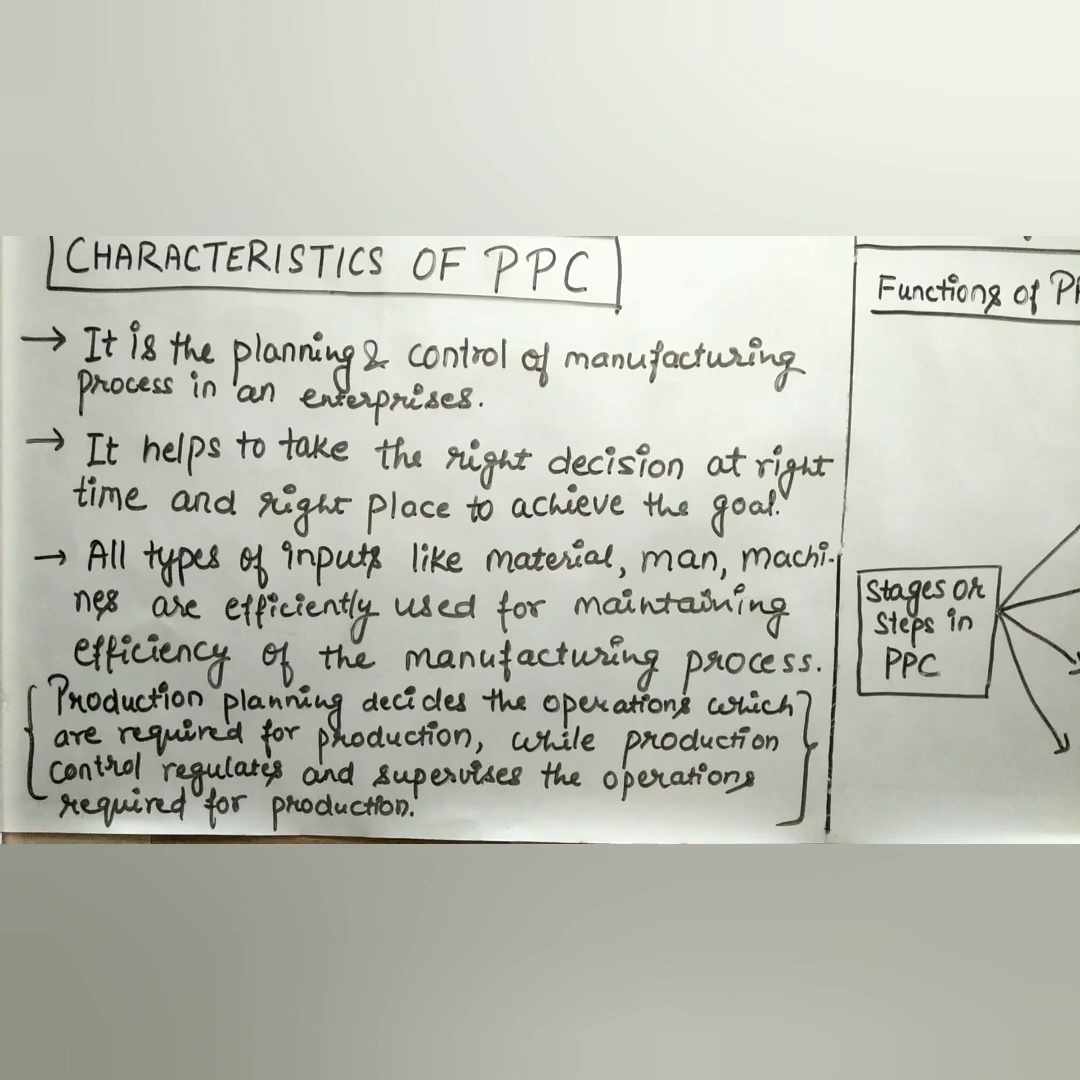 CHARACTERISTICS OF PPC
→ It is the planning & control of manufacturing
process in an enterprises.
→ It helps to take the right decision at right
time and right place to achieve the goal.
→ All types of inputs like material, man, machi-
nes are efficiently used for maintaining
efficiency of the manufacturing process.
{Production planning decides the operations which
are required for production, while production
control regulates and supervises the operations
required for production.}
Functions of
Stages or
Steps in
PPC